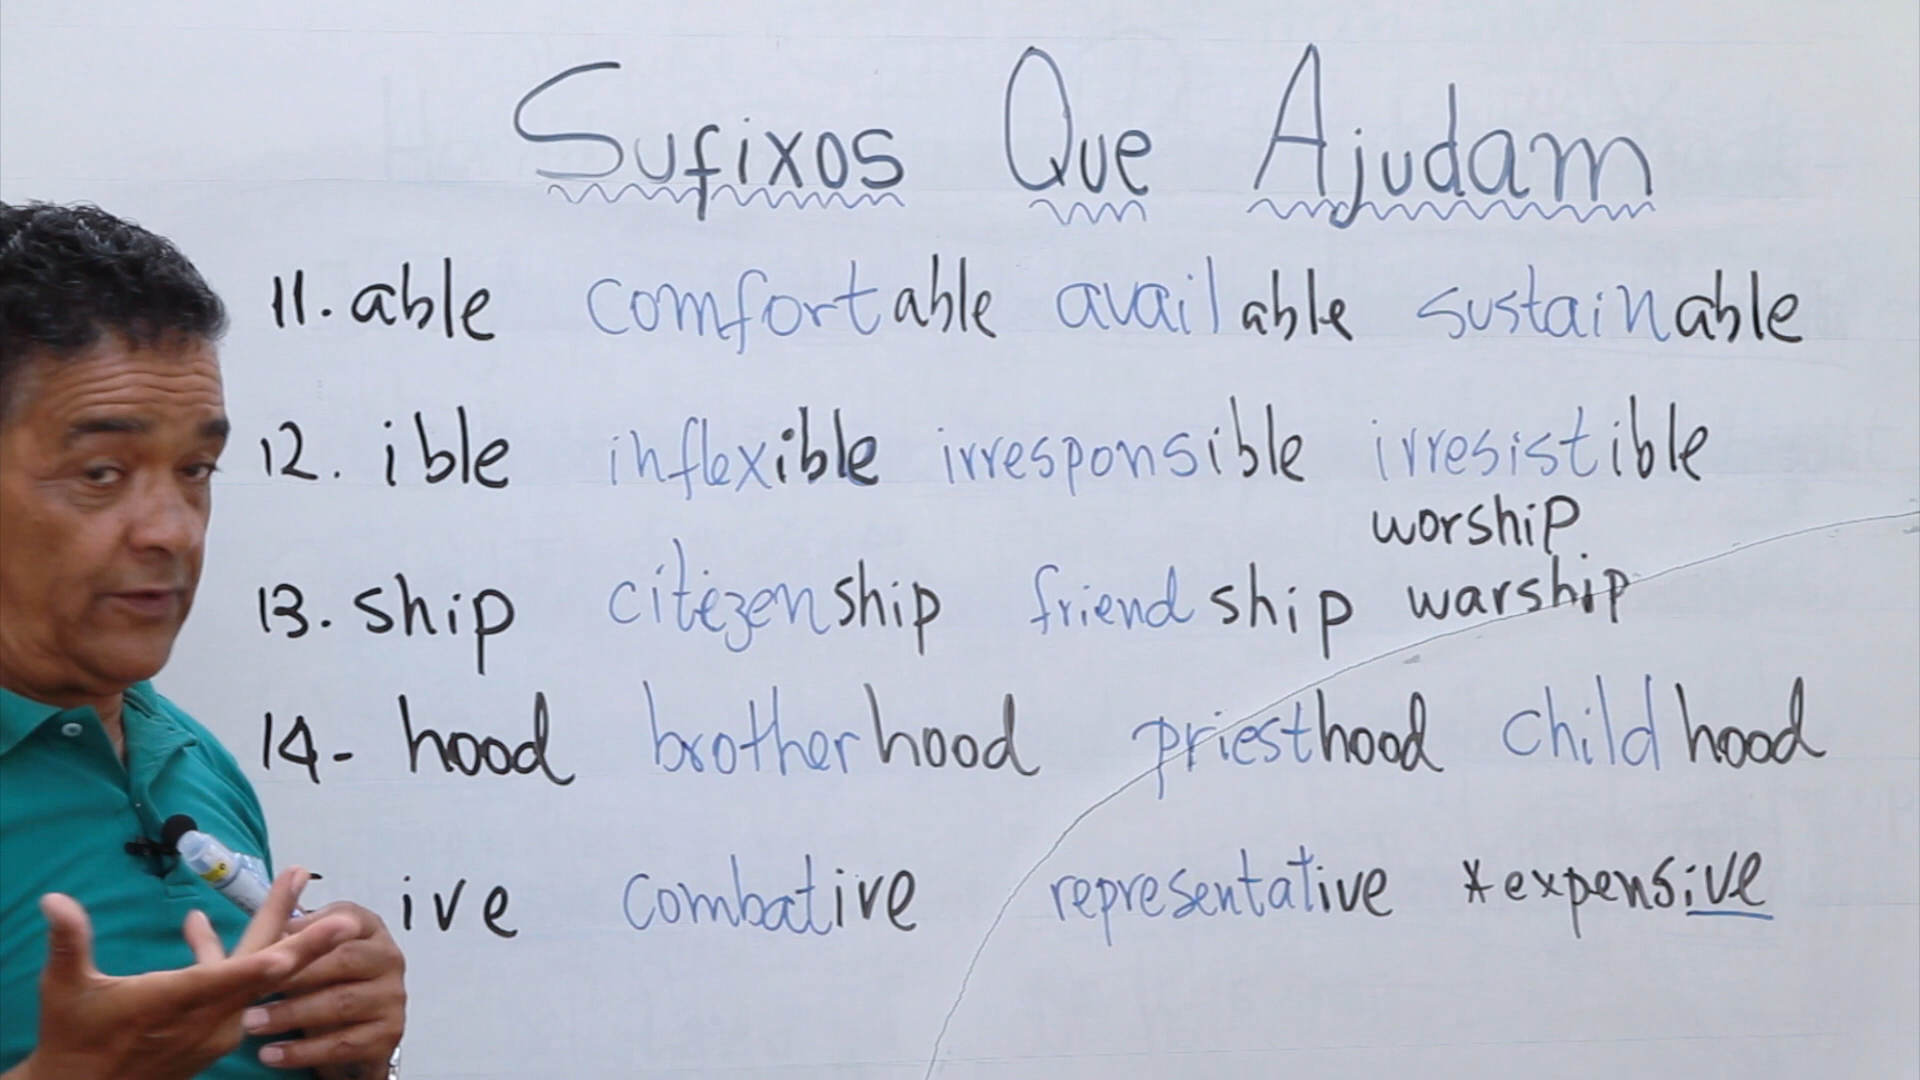 Sufixos Que Ajudam
11. able comfortable available sustainable
12. ible inflexible irresponsible irresistible
worship
13. ship citezenship friendship warship
14- hood brotherhood priesthood childhood
ive combative representative *expensive